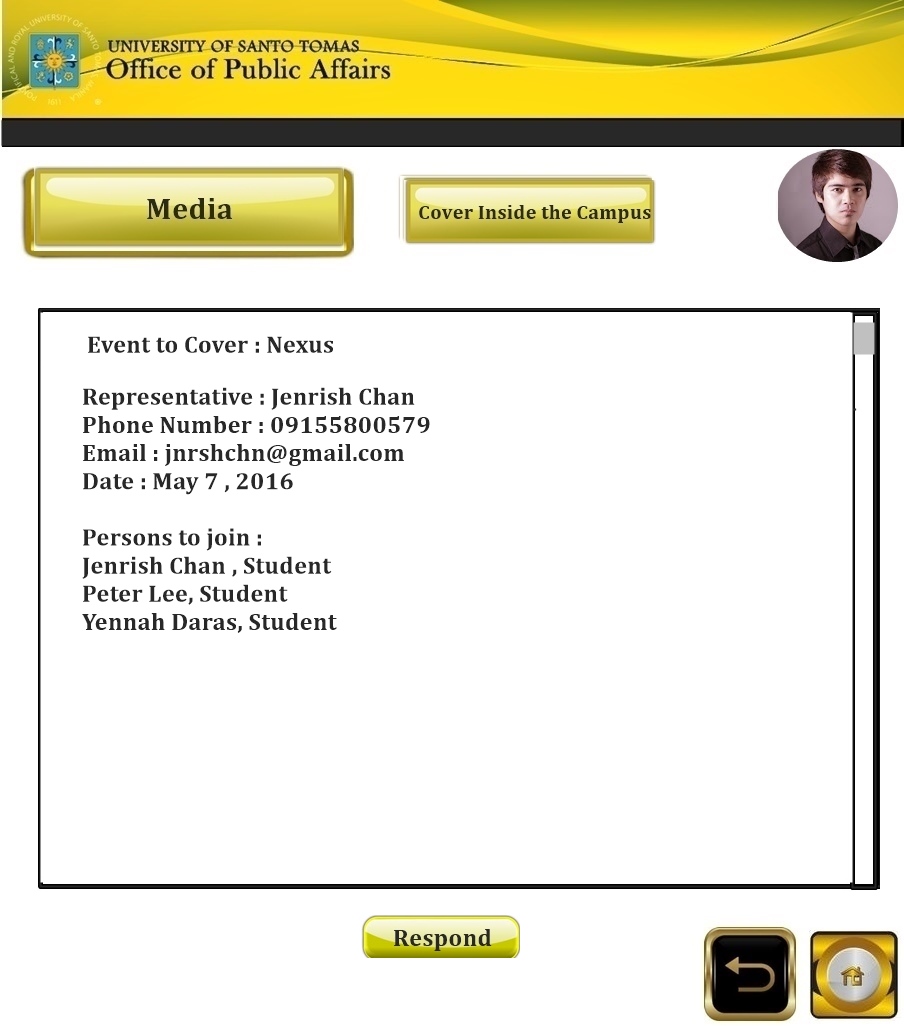 UNIVERSITY OF SANTO TOMAS
Office of Public Affairs
Media
Cover Inside the Campus
Event to Cover : Nexus
Representative : Jenrish Chan
Phone Number : 09155800579
Email : jnrshchn@gmail.com
Date : May 7 , 2016
Persons to join :
Jenrish Chan , Student
Peter Lee, Student
Yennah Daras, Student
Respond